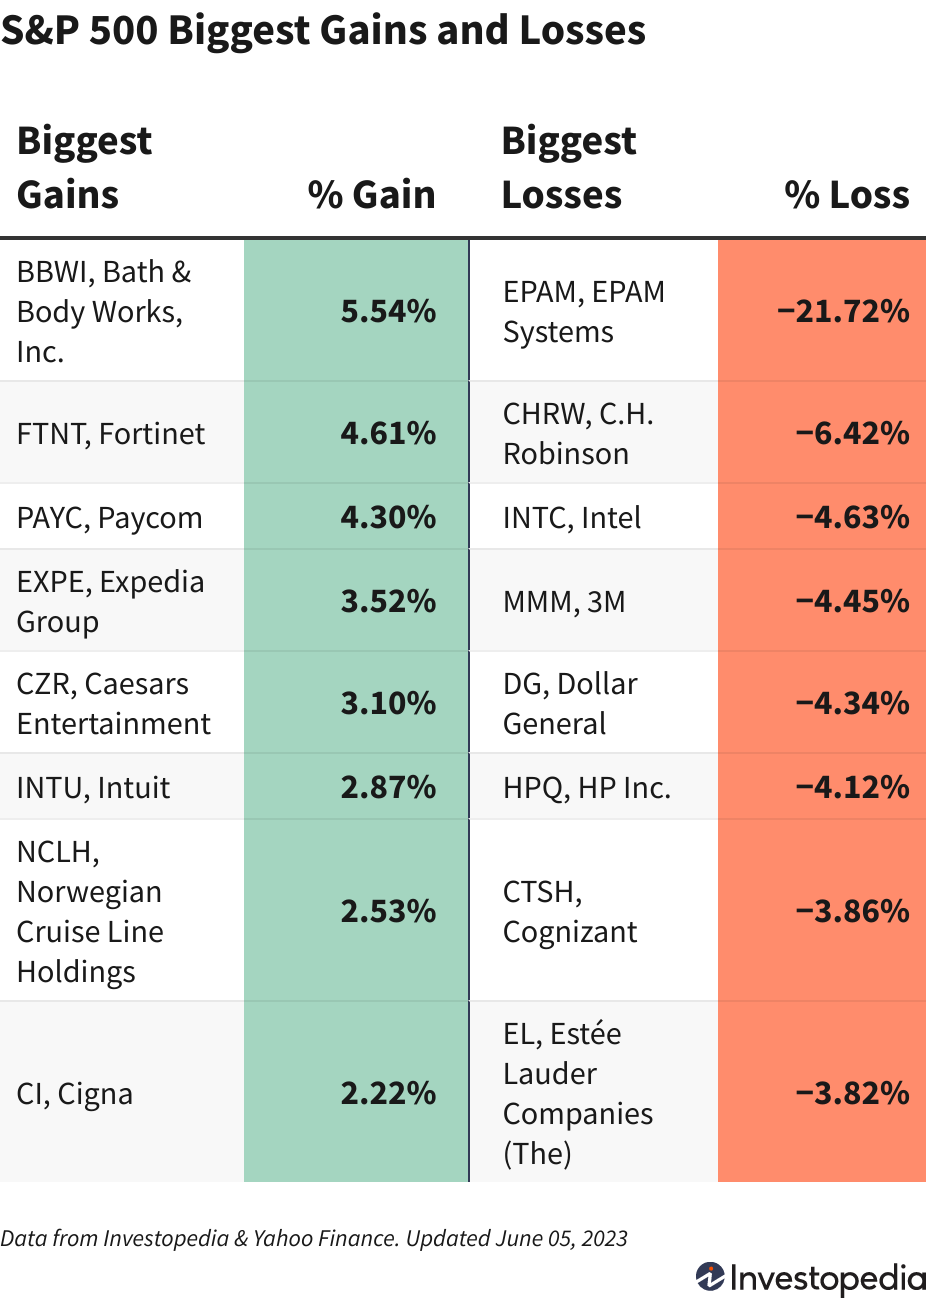 S&P 500 Biggest Gains and Losses
Biggest
Gains
% Gain
Biggest
Losses
% Loss
BBWI, Bath &
Body Works,
Inc.
5.54%
EPAM, EPAM
Systems
−21.72%
FTNT, Fortinet
4.61%
CHRW, C.H.
Robinson
−6.42%
PAYC, Paycom
4.30%
INTC, Intel
−4.63%
EXPE, Expedia
Group
3.52%
MMM, 3M
−4.45%
CZR, Caesars
Entertainment
3.10%
DG, Dollar
General
−4.34%
INTU, Intuit
2.87%
HPQ, HP Inc.
−4.12%
NCLH,
Norwegian
Cruise Line
Holdings
2.53%
CTSH,
Cognizant
−3.86%
CI, Cigna
2.22%
EL, Estée
Lauder
Companies
(The)
−3.82%
Data from Investopedia & Yahoo Finance. Updated June 05, 2023
Investopedia